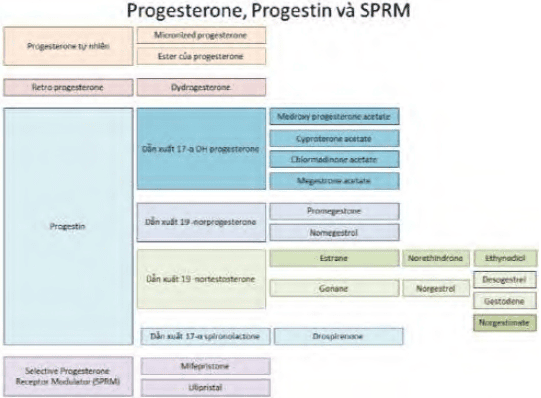 Progesterone, Progestin và SPRM
Progesterone tự nhiên
Micronized progesterone
Ester của progesterone
Retro progesterone
Dydrogesterone
Progestin
Dẫn xuất 17-α OH progesterone
Medroxy progesterone acetate
Cyproterone acetate
Chlormadinone acetate
Megestrone acetate
Dẫn xuất 19 -norprogesterone
Promegestone
Nomegestrol
Dẫn xuất 19 -nortestosterone
Estrane
Norethindrone
Ethynodiol
Gonane
Norgestrel
Desogestrel
Gestodene
Norgestimate
Dẫn xuất 17-α spironolactone
Drospirenone
Selective Progesterone
Receptor Modulator (SPRM)
Mifepristone
Ulipristal